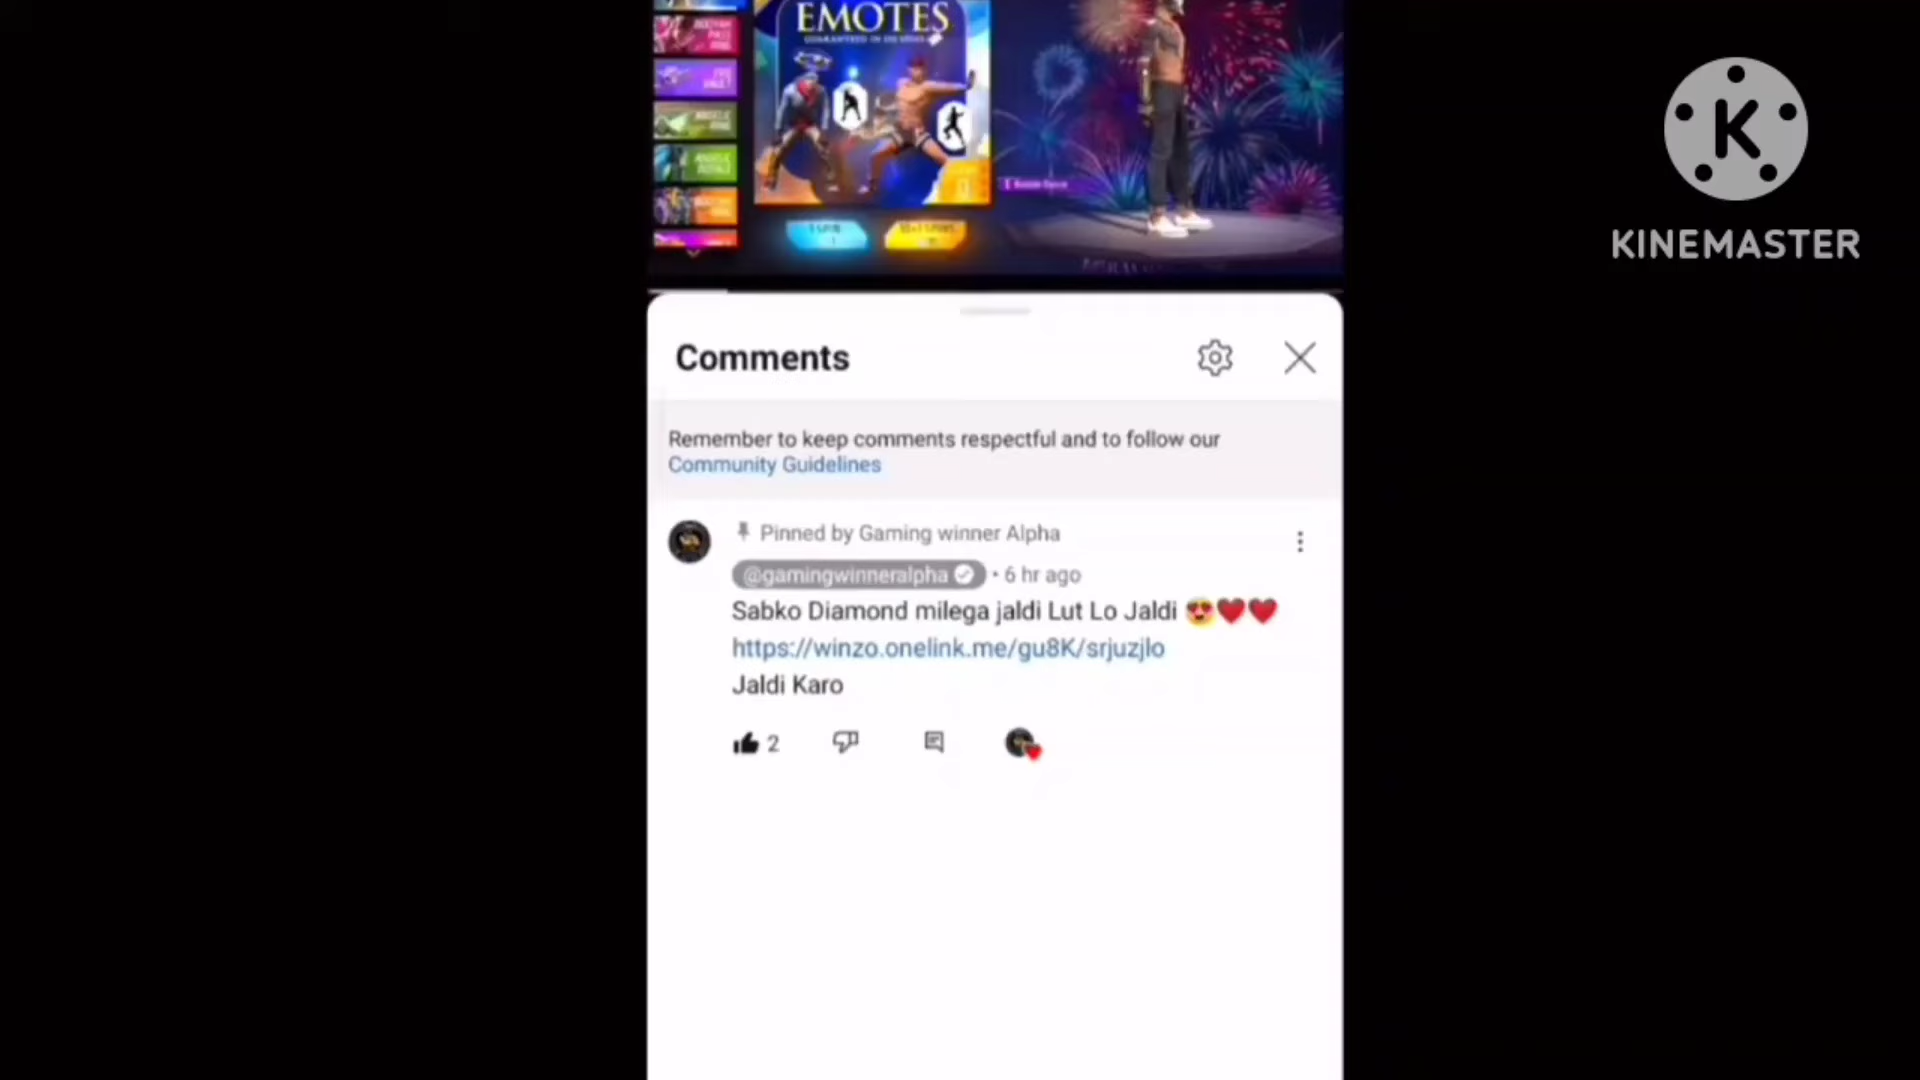 EMOTES
KINEMASTER
Comments
Remember to keep comments respectful and to follow our
Community Guidelines
Pinned by Gaming winner Alpha
@gamingwinneralpha • 6 hr ago
Sabko Diamond milega jaldi Lut Lo Jaldi 😍❤️❤️
https://winzo.onelink.me/gu8K/srjuzjlo
Jaldi Karo
2